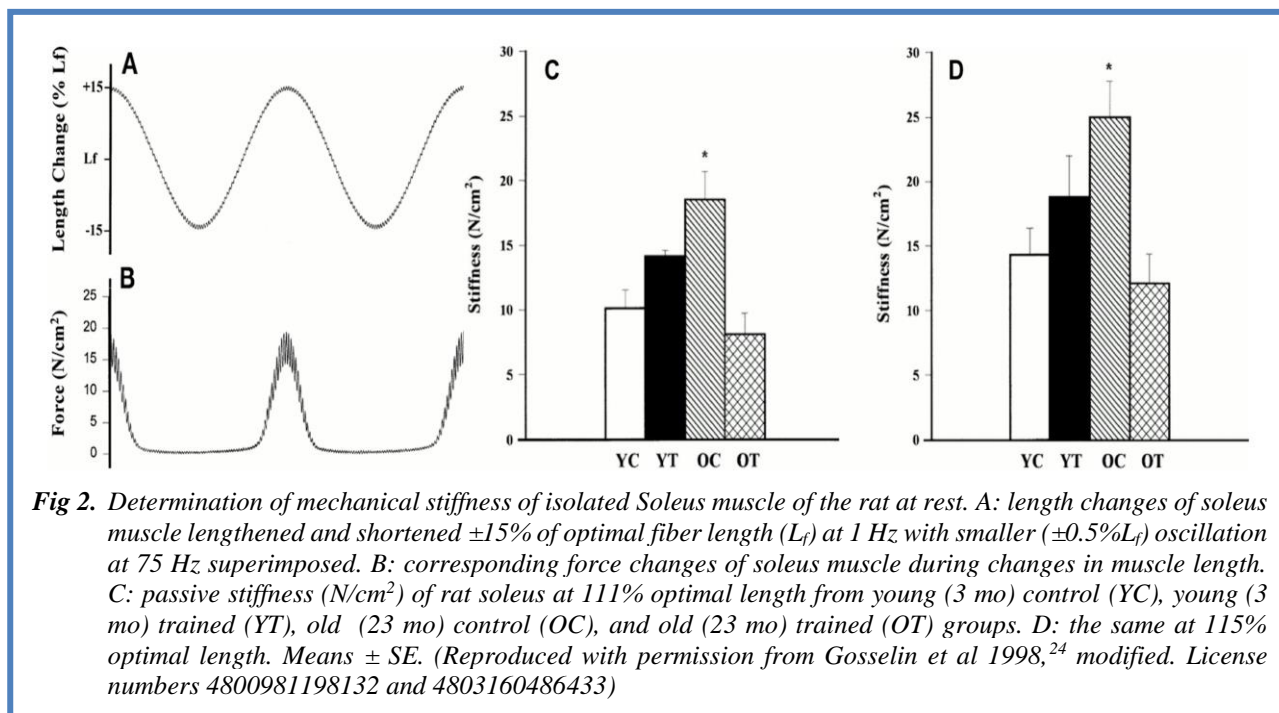 A
Length Change (% Lf)
+15
Lf
-15
B
Force (N/cm²)
25
20
15
10
5
0
C
Stiffness (N/cm²)
30
25
20
15
10
5
0
*
YC YT OC OT
D
Stiffness (N/cm²)
30
25
20
15
10
5
0
*
YC YT OC OT
Fig 2. Determination of mechanical stiffness of isolated Soleus muscle of the rat at rest. A: length changes of soleus
muscle lengthened and shortened ±15% of optimal fiber length (Lf) at 1 Hz with smaller (±0.5%Lf) oscillation
at 75 Hz superimposed. B: corresponding force changes of soleus muscle during changes in muscle length.
C: passive stiffness (N/cm²) of rat soleus at 111% optimal length from young (3 mo) control (YC), young (3
mo) trained (YT), old (23 mo) control (OC), and old (23 mo) trained (OT) groups. D: the same at 115%
optimal length. Means ± SE. (Reproduced with permission from Gosselin et al 1998,²⁴ modified. License
numbers 4800981198132 and 4803160486433)